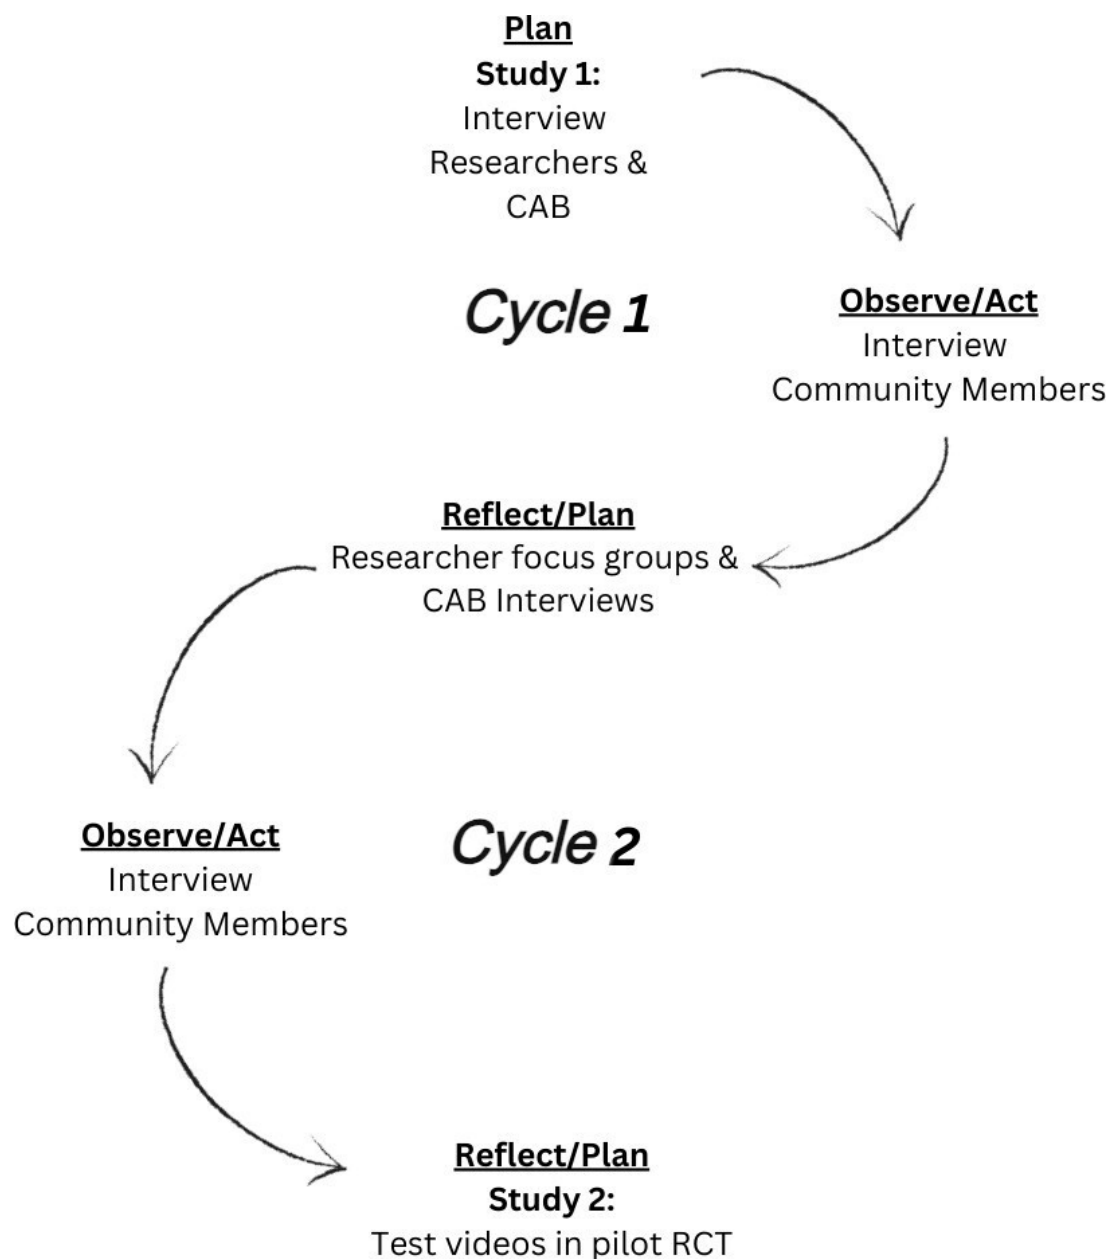 Plan
Study 1:
Interview
Researchers &
CAB
Cycle 1
Observe/Act
Interview
Community Members
Reflect/Plan
Researcher focus groups &
CAB Interviews
Observe/Act
Interview
Community Members
Cycle 2
Reflect/Plan
Study 2:
Test videos in pilot RCT